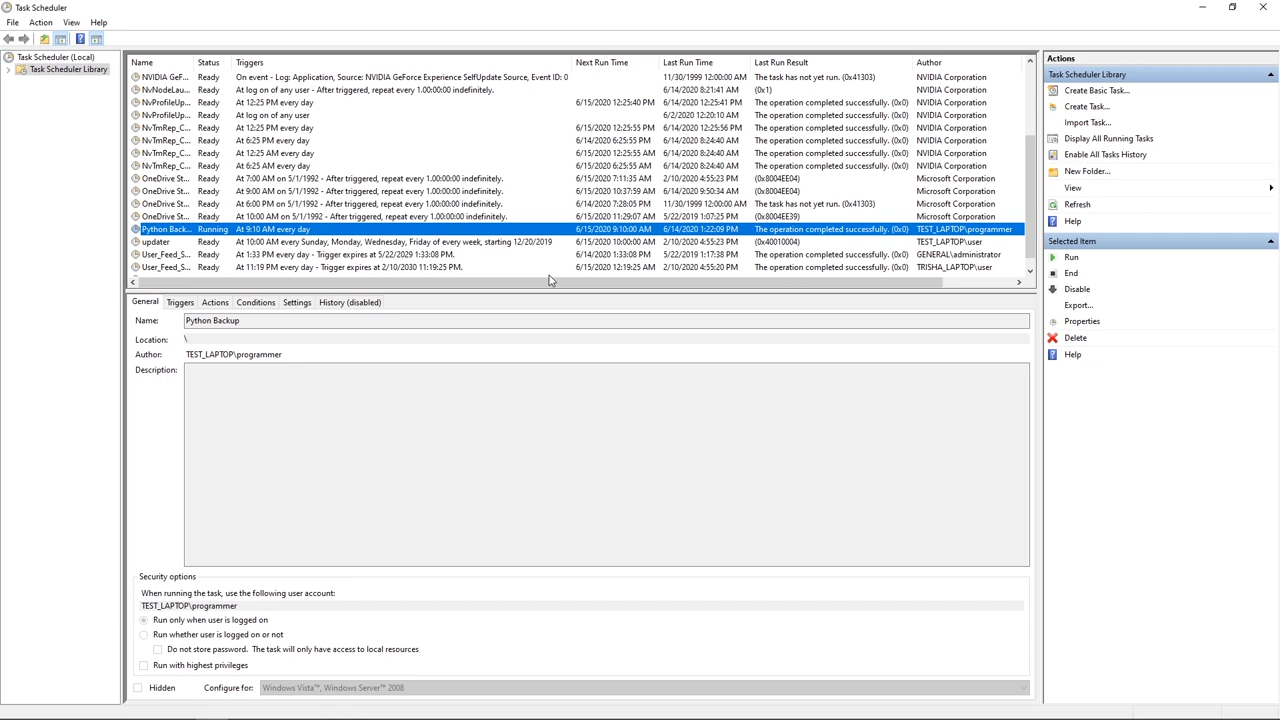 Task Scheduler
File Action View Help
Task Scheduler (Local)
Task Scheduler Library
Name Status Triggers Next Run Time Last Run Time Last Run Result Author
NVIDIA GeF... Ready On event - Log: Application, Source: NVIDIA GeForce Experience SelfUpdate Source, Event ID: 0 11/30/1999 12:00:00 AM The task has not yet run. (0x41303) NVIDIA Corporation
NvNodeLau... Ready At log on of any user - After triggered, repeat every 1.00:00:00 indefinitely. 6/14/2020 8:21:41 AM (0x1) NVIDIA Corporation
NvProfileUp... Ready At 12:25 PM every day 6/15/2020 12:25:40 PM 6/14/2020 12:25:41 PM The operation completed successfully. (0x0) NVIDIA Corporation
NvProfileUp... Ready At log on of any user 6/2/2020 12:20:10 AM The operation completed successfully. (0x0) NVIDIA Corporation
NvTmRep_C... Ready At 12:25 PM every day 6/15/2020 12:25:55 PM 6/14/2020 12:25:56 PM The operation completed successfully. (0x0) NVIDIA Corporation
NvTmRep_C... Ready At 6:25 PM every day 6/14/2020 6:25:55 PM 6/14/2020 8:24:40 AM The operation completed successfully. (0x0) NVIDIA Corporation
NvTmRep_C... Ready At 12:25 AM every day 6/15/2020 12:25:55 AM 6/14/2020 8:24:40 AM The operation completed successfully. (0x0) NVIDIA Corporation
NvTmRep_C... Ready At 6:25 AM every day 6/15/2020 6:25:55 AM 6/14/2020 8:24:40 AM The operation completed successfully. (0x0) NVIDIA Corporation
OneDrive St... Ready At 7:00 AM on 5/1/1992 - After triggered, repeat every 1.00:00:00 indefinitely. 6/15/2020 7:11:35 AM 2/10/2020 4:55:23 PM (0x8004EE04) Microsoft Corporation
OneDrive St... Ready At 9:00 AM on 5/1/1992 - After triggered, repeat every 1.00:00:00 indefinitely. 6/15/2020 10:37:59 AM 6/14/2020 9:50:34 AM (0x8004EE04) Microsoft Corporation
OneDrive St... Ready At 6:00 PM on 5/1/1992 - After triggered, repeat every 1.00:00:00 indefinitely. 6/14/2020 7:28:05 PM 11/30/1999 12:00:00 AM The task has not yet run. (0x41303) Microsoft Corporation
OneDrive St... Ready At 10:00 AM on 5/1/1992 - After triggered, repeat every 1.00:00:00 indefinitely. 6/15/2020 11:29:07 AM 5/22/2019 1:07:25 PM (0x8004EE39) Microsoft Corporation
Python Back... Running At 9:10 AM every day 6/15/2020 9:10:00 AM 6/14/2020 1:22:09 PM The operation completed successfully. (0x0) TEST_LAPTOP\programmer
updater Ready At 10:00 AM every Sunday, Monday, Wednesday, Friday of every week, starting 12/20/2019 6/15/2020 10:00:00 AM 2/10/2020 4:55:23 PM (0x40010004) TEST_LAPTOP\user
User_Feed_S... Ready At 1:33 PM every day - Trigger expires at 5/22/2029 1:33:08 PM. 6/14/2020 1:33:08 PM 5/22/2019 1:17:38 PM The operation completed successfully. (0x0) GENERAL\administrator
User_Feed_S... Ready At 11:19 PM every day - Trigger expires at 2/10/2030 11:19:25 PM. 6/15/2020 12:19:25 AM 2/10/2020 4:55:20 PM The operation completed successfully. (0x0) TRISHA_LAPTOP\user
General Triggers Actions Conditions Settings History (disabled)
Name: Python Backup
Location: \
Author: TEST_LAPTOP\programmer
Description:
Security options
When running the task, use the following user account:
TEST_LAPTOP\programmer
Run only when user is logged on
Run whether user is logged on or not
Do not store password. The task will only have access to local resources
Run with highest privileges
Hidden Configure for: Windows Vista™, Windows Server™ 2008
Actions
Task Scheduler Library
Create Basic Task...
Create Task...
Import Task...
Display All Running Tasks
Enable All Tasks History
New Folder...
View
Refresh
Help
Selected Item
Run
End
Disable
Export...
Properties
Delete
Help